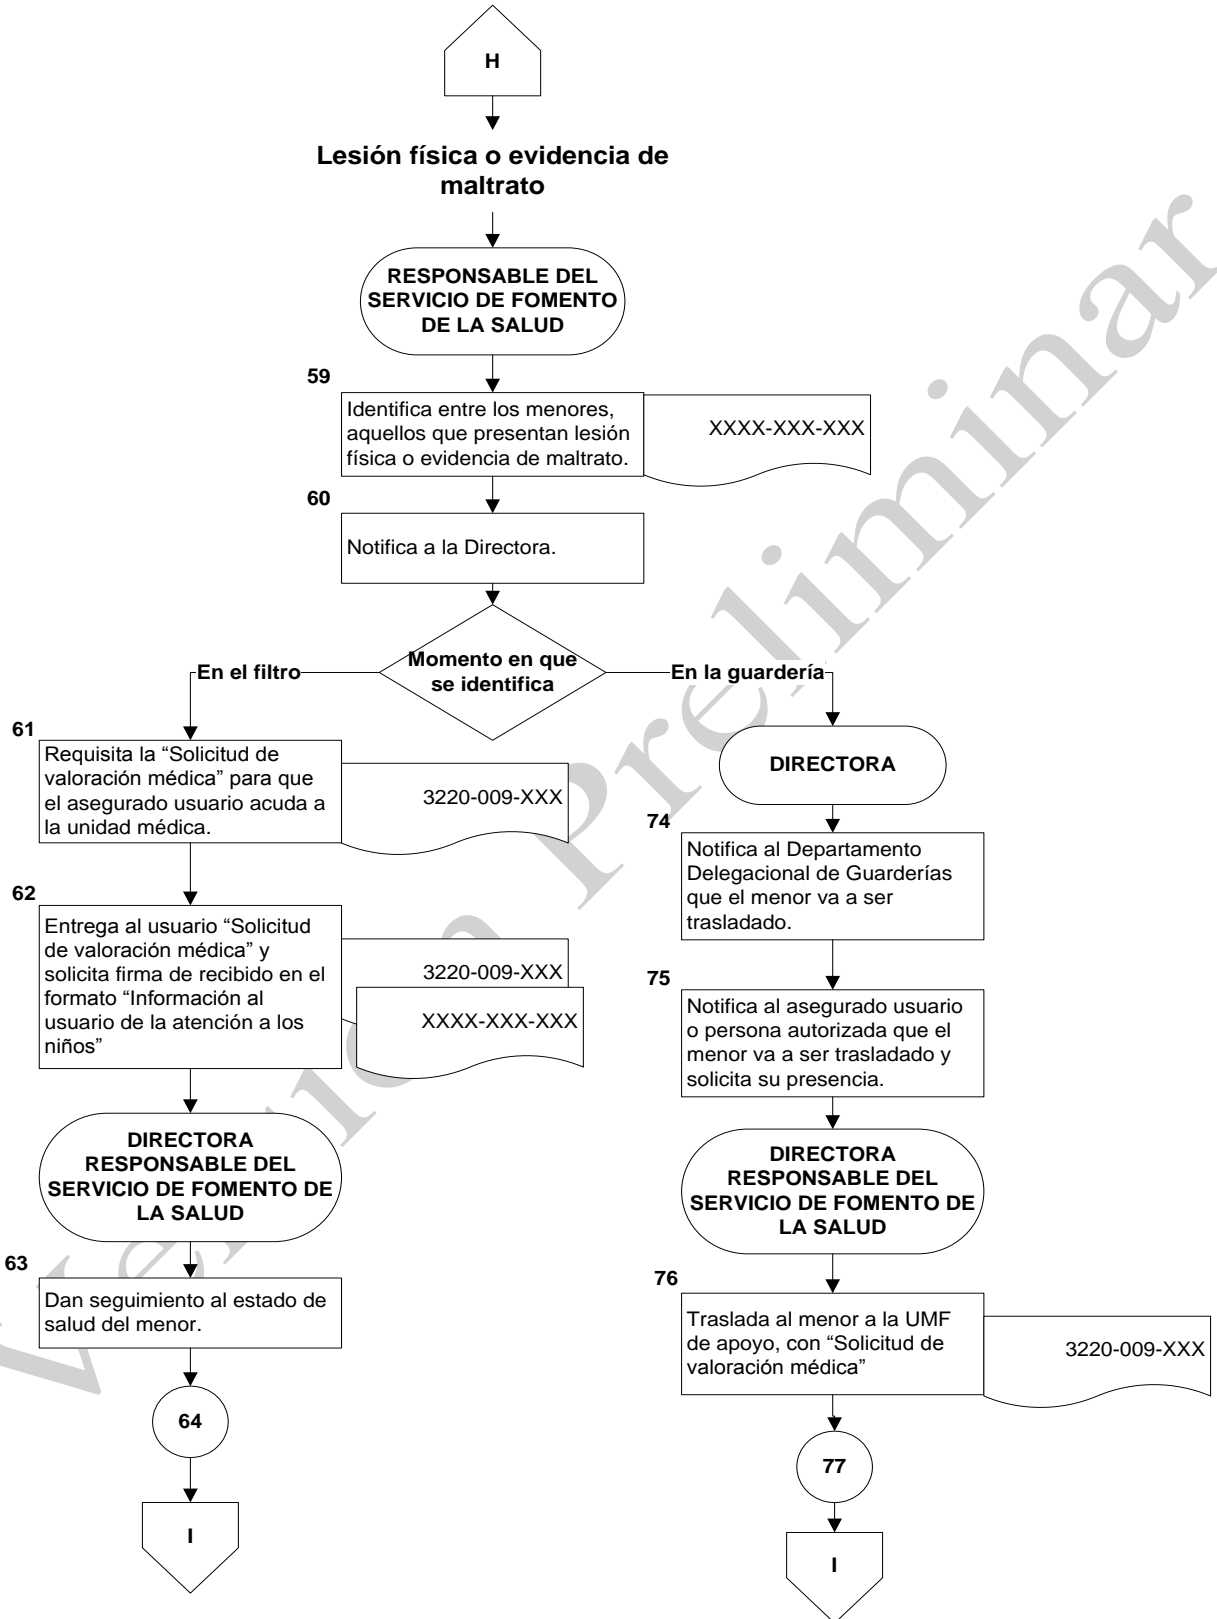 H
Lesión física o evidencia de
maltrato
RESPONSABLE DEL
SERVICIO DE FOMENTO
DE LA SALUD
59
Identifica entre los menores,
aquellos que presentan lesión
física o evidencia de maltrato.
XXXX-XXX-XXX
60
Notifica a la Directora.
Momento en que
se identifica
En el filtro
En la guardería
61
Requisita la “Solicitud de
valoración médica” para que
el asegurado usuario acuda a
la unidad médica.
3220-009-XXX
62
Entrega al usuario “Solicitud
de valoración médica” y
solicita firma de recibido en el
formato “Información al
usuario de la atención a los
niños”
3220-009-XXX
XXXX-XXX-XXX
DIRECTORA
RESPONSABLE DEL
SERVICIO DE FOMENTO DE
LA SALUD
63
Dan seguimiento al estado de
salud del menor.
64
I
DIRECTORA
74
Notifica al Departamento
Delegacional de Guarderías
que el menor va a ser
trasladado.
75
Notifica al asegurado usuario
o persona autorizada que el
menor va a ser trasladado y
solicita su presencia.
DIRECTORA
RESPONSABLE DEL
SERVICIO DE FOMENTO DE
LA SALUD
76
Traslada al menor a la UMF
de apoyo, con “Solicitud de
valoración médica”
3220-009-XXX
77
I
Versión Preliminar